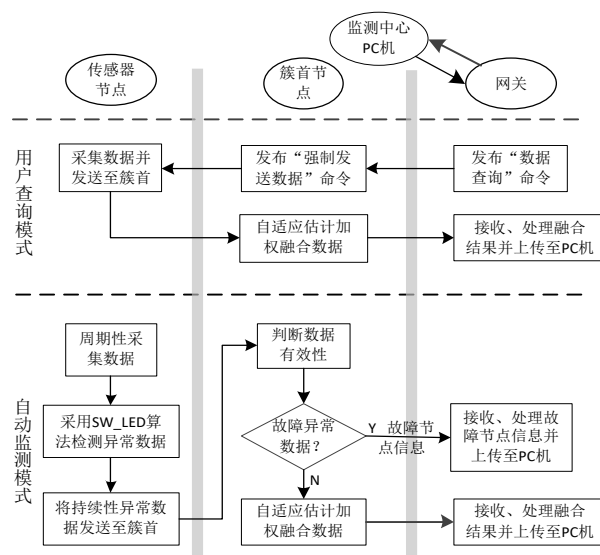 监测中心
PC机
传感器
节点
簇首节
点
网关
用户查询模式
采集数据并
发送至簇首
发布“强制发
送数据”命令
发布“数据
查询”命令
自适应估计加
权融合数据
接收、处理融合
结果并上传至PC机
自动监测模式
周期性采
集数据
判断数据
有效性
采用SW_LED算
法检测异常数据
故障异常
数据?
Y 故障节
点信息
接收、处理故
障节点信息并
上传至PC机
N
将持续性异常数
据发送至簇首
自适应估计加
权融合数据
接收、处理融合
结果并上传至PC机